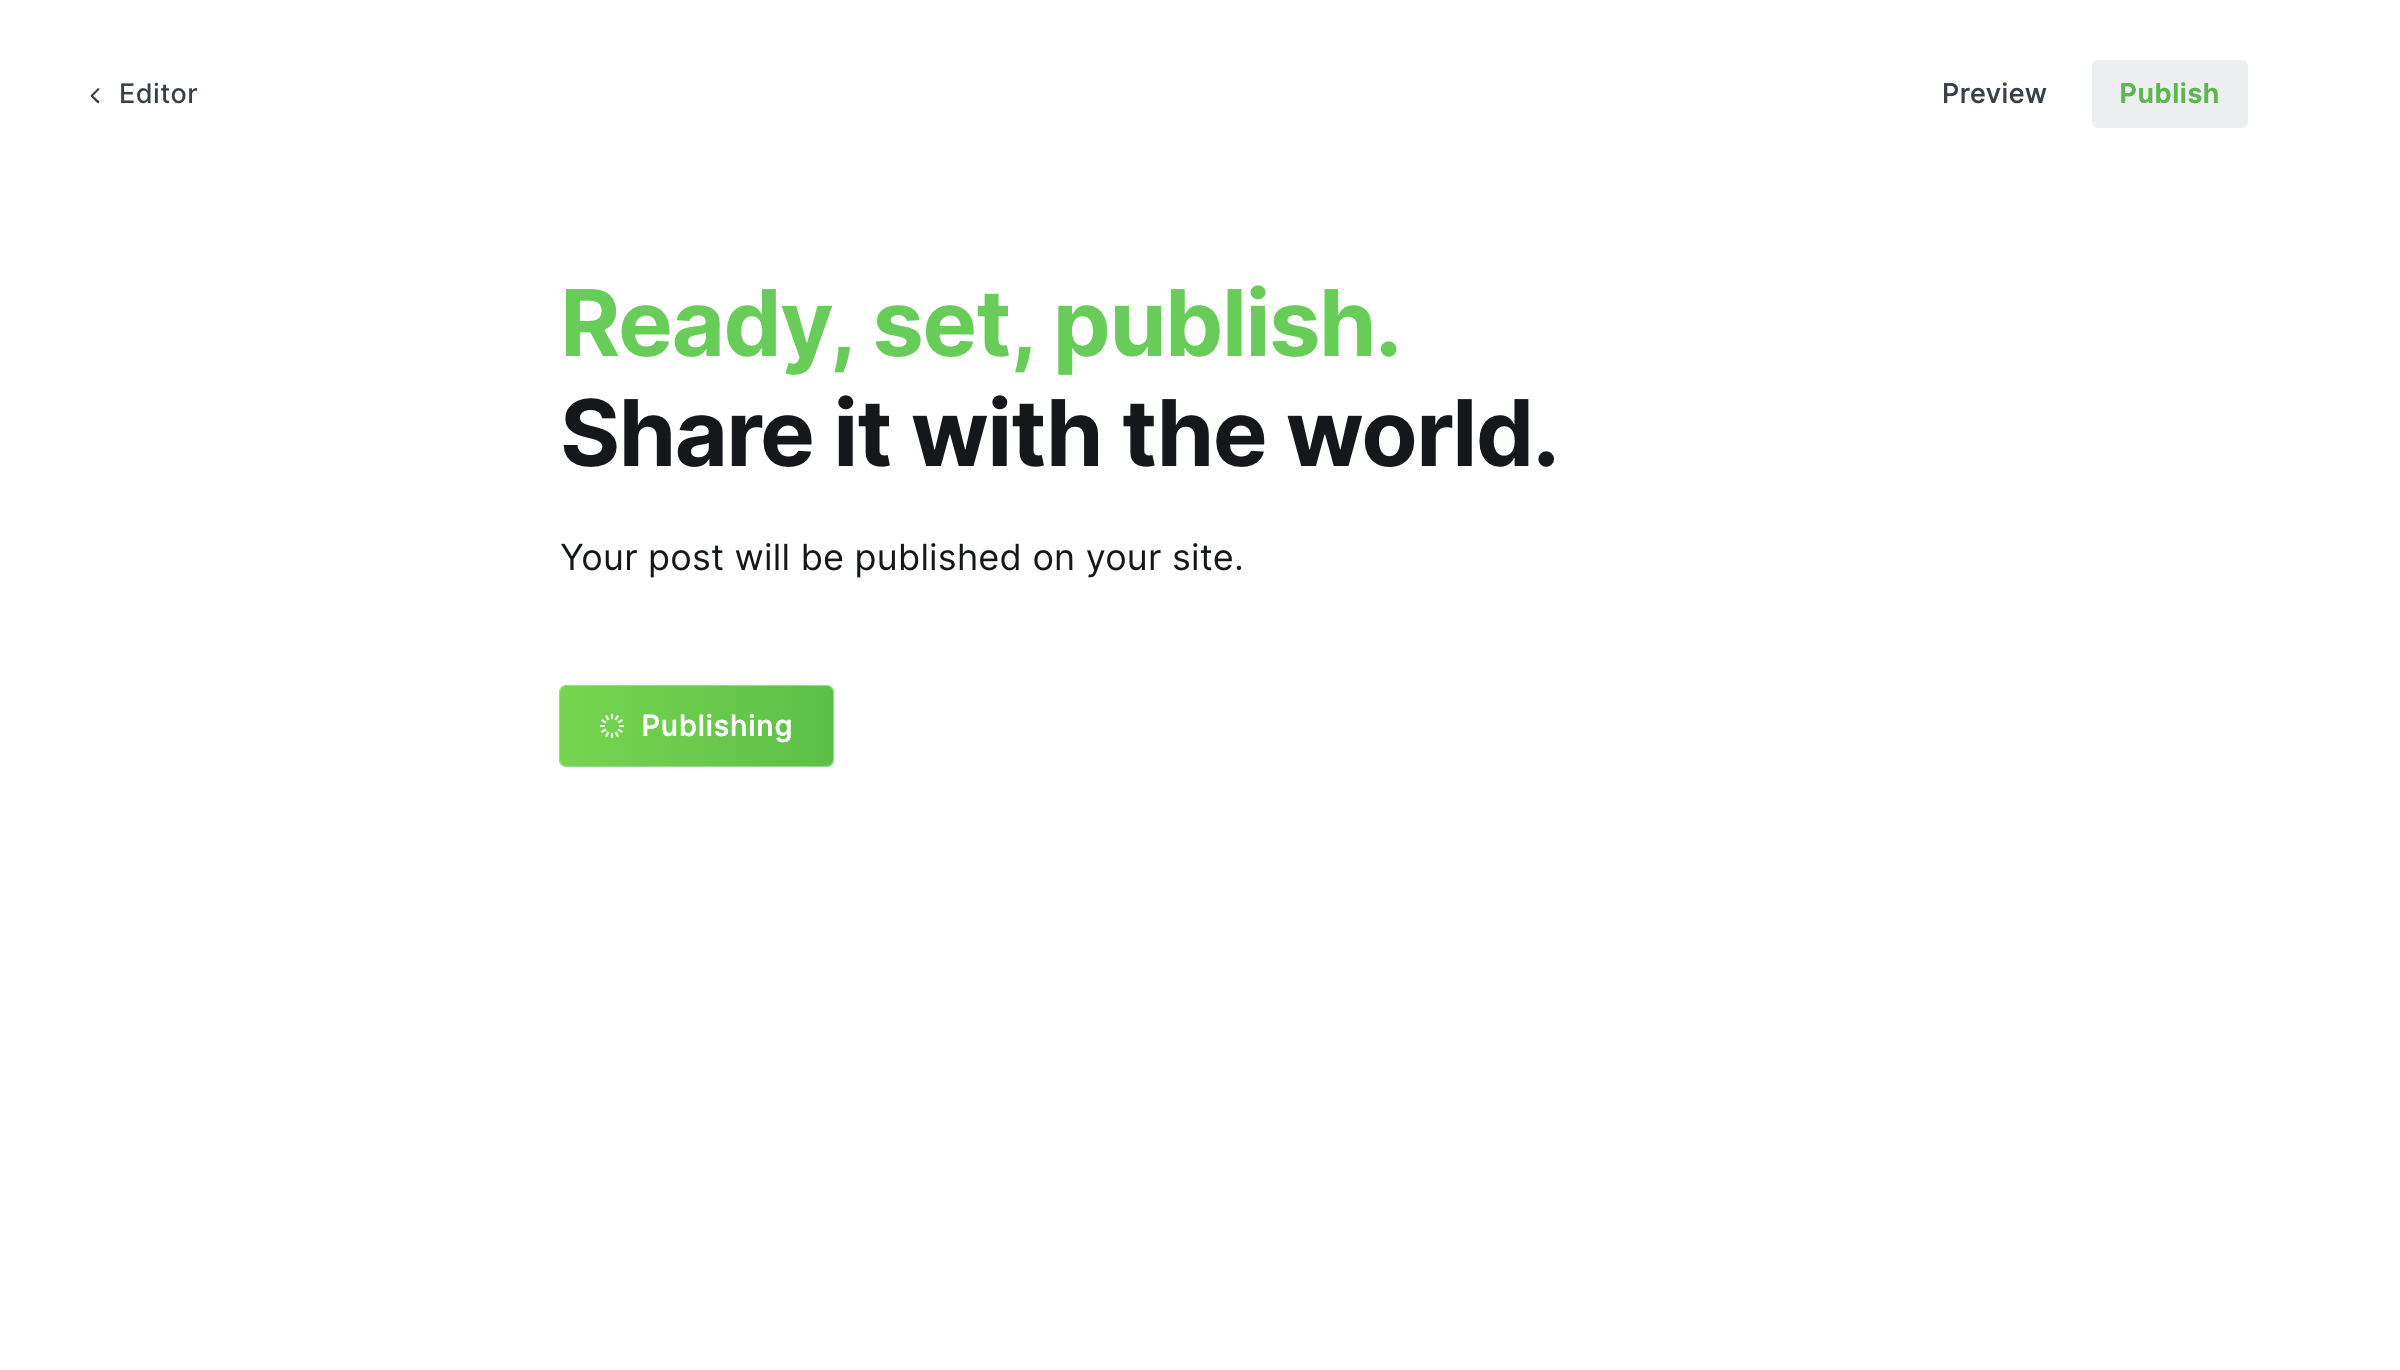 Editor
Preview
Publish
Ready, set, publish.
Share it with the world.
Your post will be published on your site.
Publishing